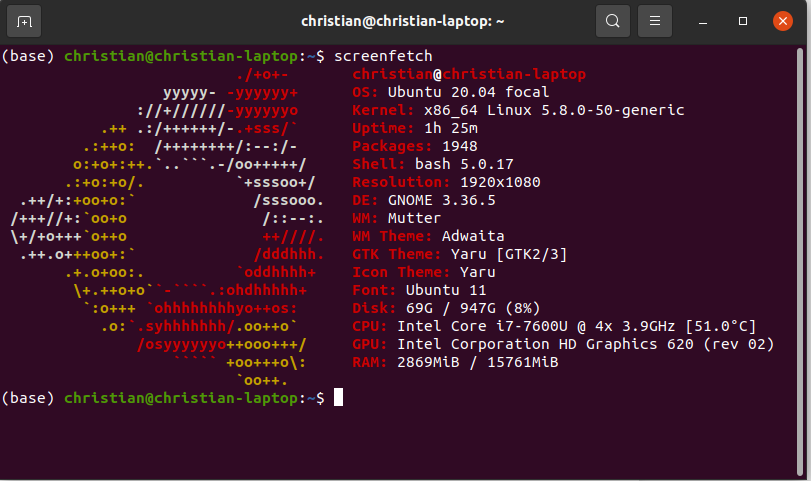 christian@christian-laptop: ~
(base) christian@christian-laptop:~$ screenfetch
                          ./+o+-       christian@christian-laptop
                  yyyyy- -yyyyyy+      OS: Ubuntu 20.04 focal
               ://+//////-yyyyyyo      Kernel: x86_64 Linux 5.8.0-50-generic
           .++ .:/++++++/-.+sss/`      Uptime: 1h 25m
         .:++o:  /++++++++/:--:/-      Packages: 1948
        o:+o+:++.`..```.-/oo+++++/     Shell: bash 5.0.17
       .:+o:+o/.          `+sssoo+/    Resolution: 1920x1080
  .++/+:+oo+o:`             /sssooo.   DE: GNOME 3.36.5
 /+++//+:`oo+o               /::--:.   WM: Mutter
 \+/+o+++`o++o               ++////.   WM Theme: Adwaita
  .++.o+++oo+:`             /dddhhh.   GTK Theme: Yaru [GTK2/3]
       .+.o+oo:.          `oddhhhh+    Icon Theme: Yaru
        \+.++o+o``-````.:ohdhhhhh+     Font: Ubuntu 11
         `:o+++ `ohhhhhhhhyo++os:      Disk: 69G / 947G (8%)
           .o:`.syhhhhhhh/.oo++o`      CPU: Intel Core i7-7600U @ 4x 3.9GHz [51.0°C]
               /osyyyyyyo++ooo+++/     GPU: Intel Corporation HD Graphics 620 (rev 02)
                   ````` +oo+++o\:     RAM: 2869MiB / 15761MiB
                          `oo++.
(base) christian@christian-laptop:~$